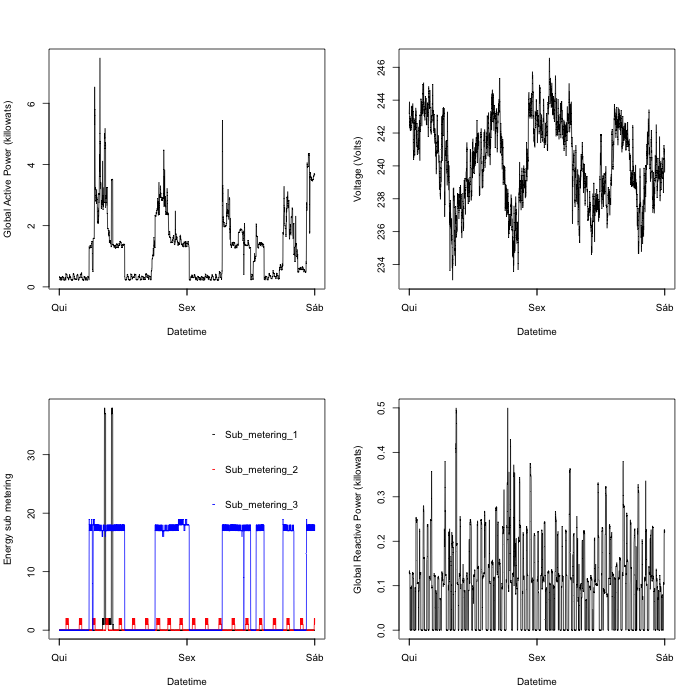 Global Active Power (killowats)
6
4
2
0
Qui
Sex
Sáb
Datetime
Voltage (Volts)
246
244
242
240
238
236
234
Qui
Sex
Sáb
Datetime
Energy sub metering
30
20
10
0
Sub_metering_1
Sub_metering_2
Sub_metering_3
Qui
Sex
Sáb
Datetime
Global Reactive Power (killowats)
0.5
0.4
0.3
0.2
0.1
0.0
Qui
Sex
Sáb
Datetime